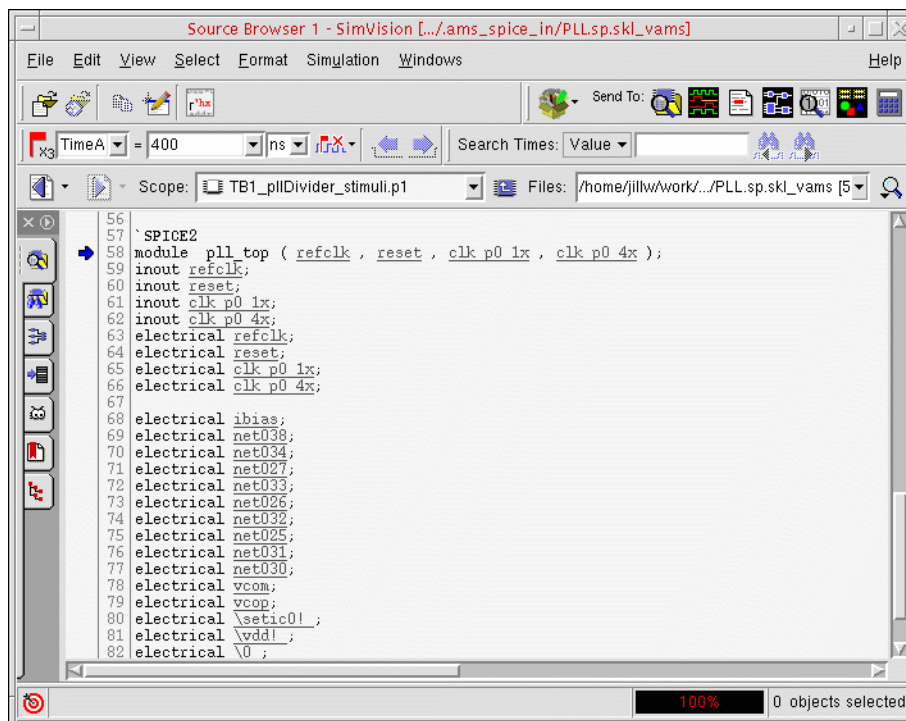 Source Browser 1 - SimVision [.../.ams_spice_in/PLL.sp.skl_vams]
File Edit View Select Format Simulation Windows Help
Send To:
X3 TimeA = 400 ns Search Times: Value
Scope: TB1_pllDivider_stimuli.p1 Files: /home/jillw/work/.../PLL.sp.skl_vams [5
56
57 `SPICE2
58 module pll_top ( refclk , reset , clk_p0_1x , clk_p0_4x );
59 inout refclk;
60 inout reset;
61 inout clk_p0_1x;
62 inout clk_p0_4x;
63 electrical refclk;
64 electrical reset;
65 electrical clk_p0_1x;
66 electrical clk_p0_4x;
67
68 electrical ibias;
69 electrical net038;
70 electrical net034;
71 electrical net027;
72 electrical net033;
73 electrical net026;
74 electrical net032;
75 electrical net025;
76 electrical net031;
77 electrical net030;
78 electrical vcom;
79 electrical vcop;
80 electrical \setic0! ;
81 electrical \vdd! ;
82 electrical \0 ;
100% 0 objects selected